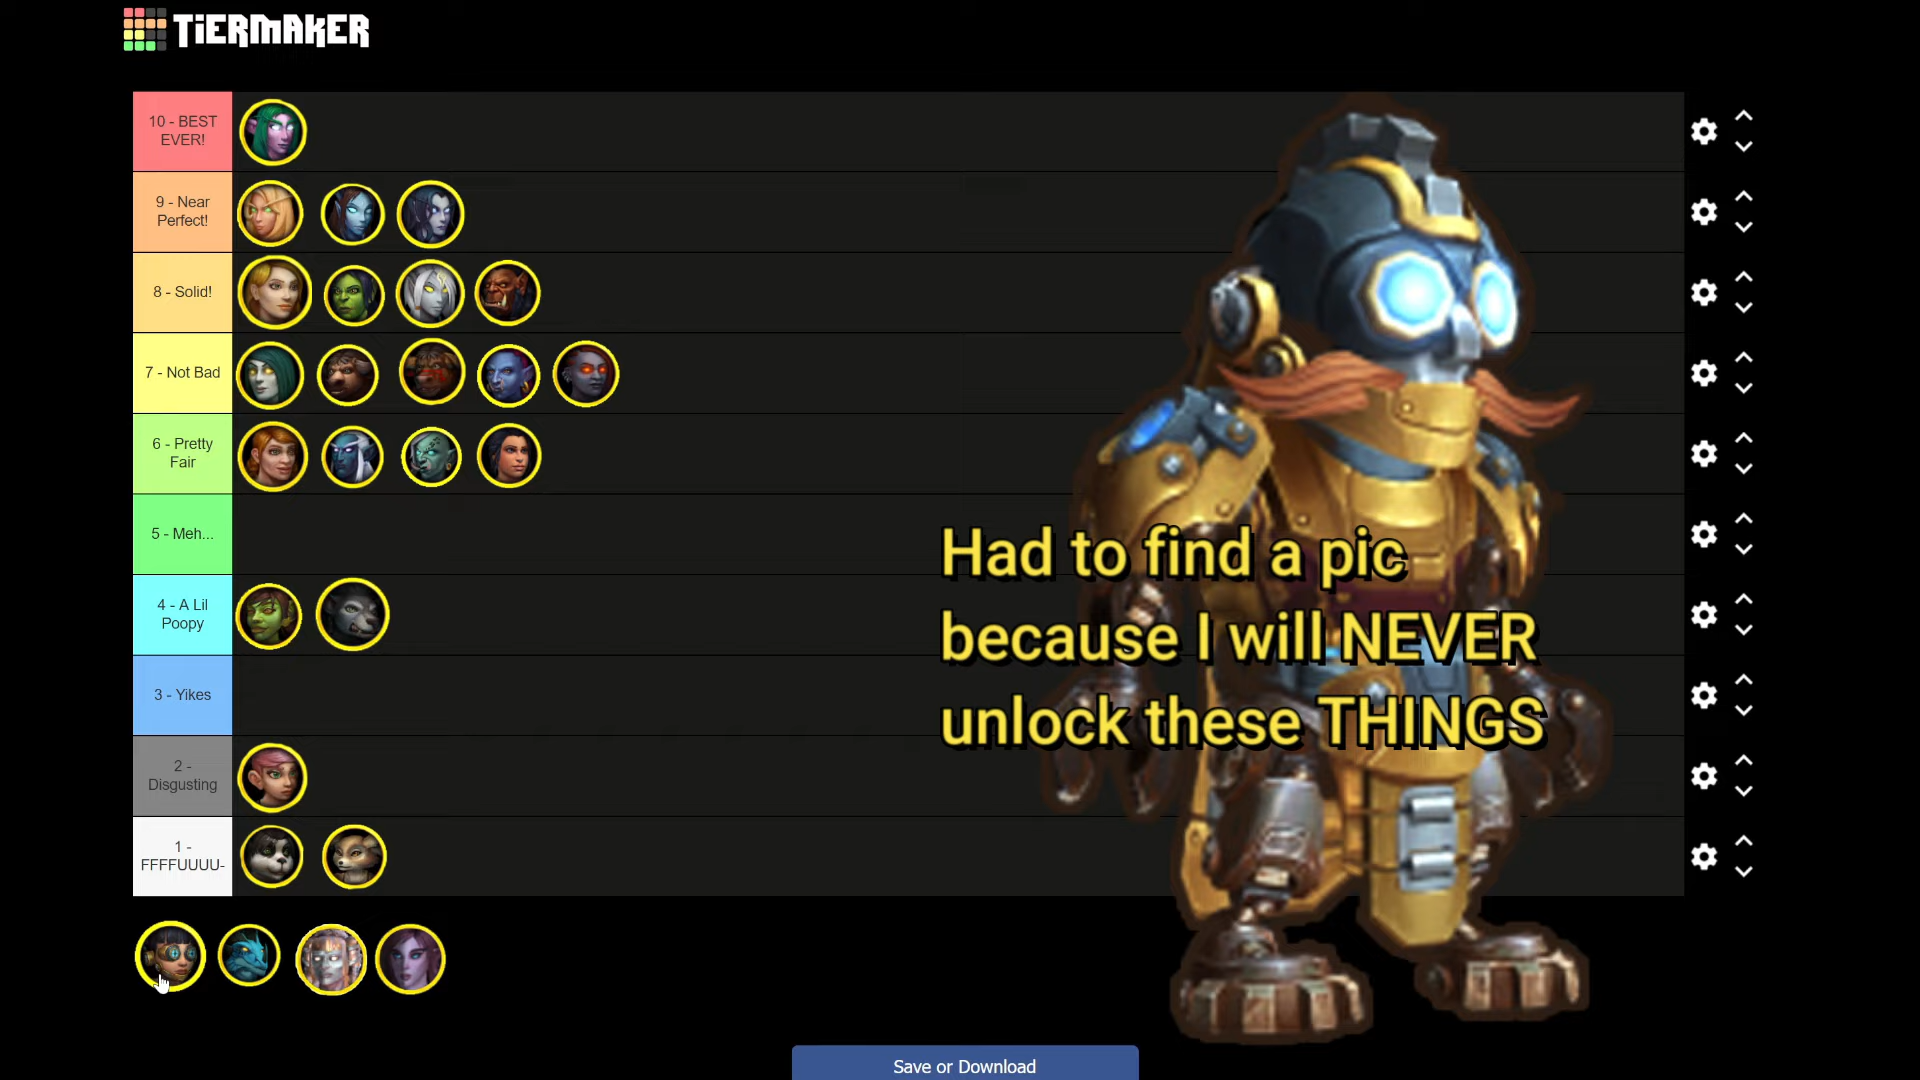 TiERMAKER
10 - BEST
EVER!
9 - Near
Perfect!
8 - Solid!
7 - Not Bad
6 - Pretty
Fair
5 - Meh...
4 - A Lil
Poopy
3 - Yikes
2 -
Disgusting
1 -
FFFFUUUU-
Had to find a pic
because I will NEVER
unlock these THINGS
Save or Download